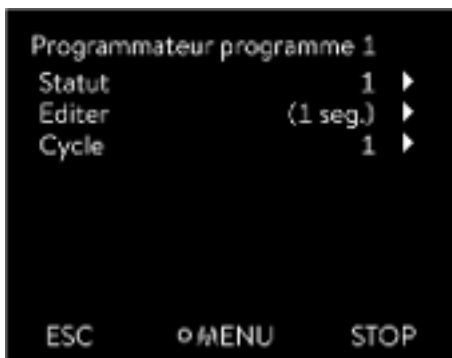 Programmateur programme 1
Statut 1 ▶
Editer (1 seg.) ▶
Cycle 1 ▶
ESC MENU STOP